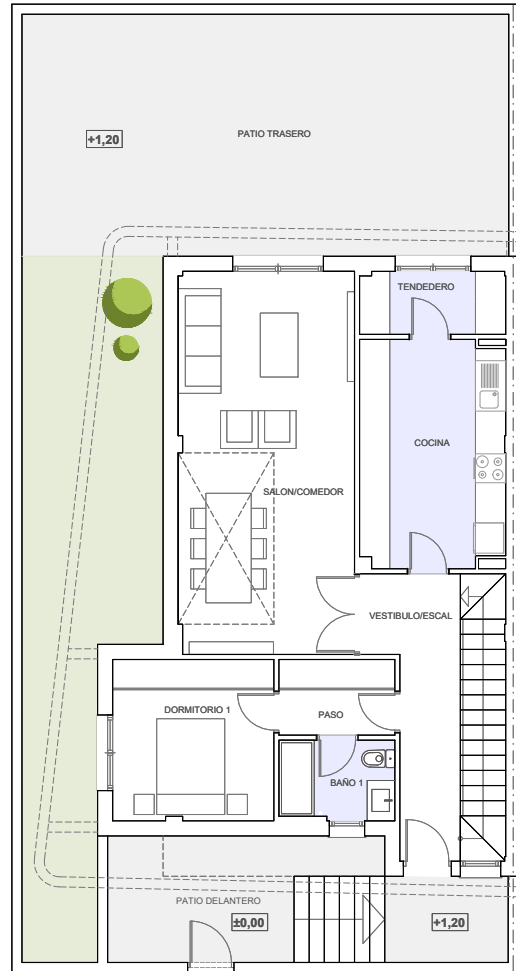 PATIO TRASERO
+1,20
TENDEDERO
COCINA
SALON/COMEDOR
VESTIBULO/ESCAL
DORMITORIO 1
PASO
BAÑO 1
PATIO DELANTERO
±0,00
+1,20